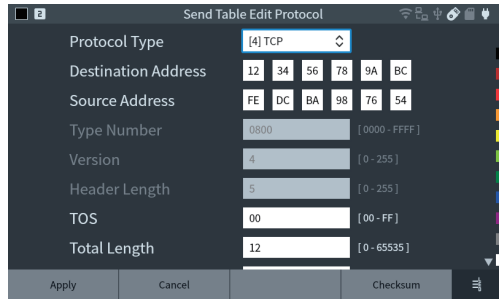 2 Send Table Edit Protocol
Protocol Type [4] TCP
Destination Address 12 34 56 78 9A BC
Source Address FE DC BA 98 76 54
Type Number 0800 [ 0000 - FFFF ]
Version 4 [ 0 - 255 ]
Header Length 5 [ 0 - 255 ]
TOS 00 [ 00 - FF ]
Total Length 12 [ 0 - 65535 ]
Apply Cancel Checksum